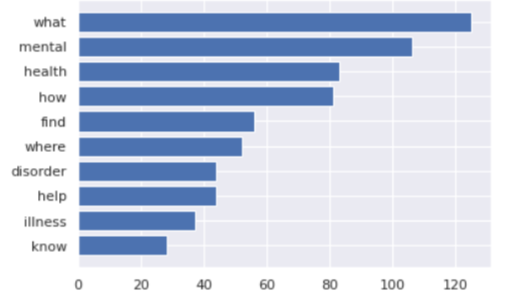 what
mental
health
how
find
where
disorder
help
illness
know
0 20 40 60 80 100 120